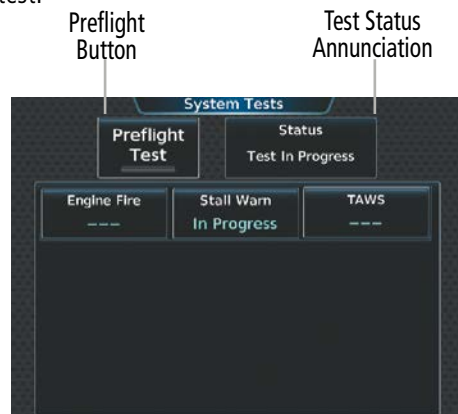 test.
Preflight
Button
Test Status
Annunciation
System Tests
Preflight
Test
Status
Test In Progress
Engine Fire
---
Stall Warn
In Progress
TAWS
---